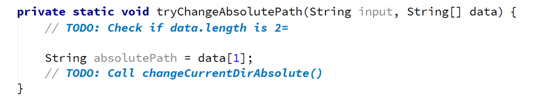 private static void tryChangeAbsolutePath(String input, String[] data) {
// TODO: Check if data.length is 2=
String absolutePath = data[1];
// TODO: Call changeCurrentDirAbsolute()
}